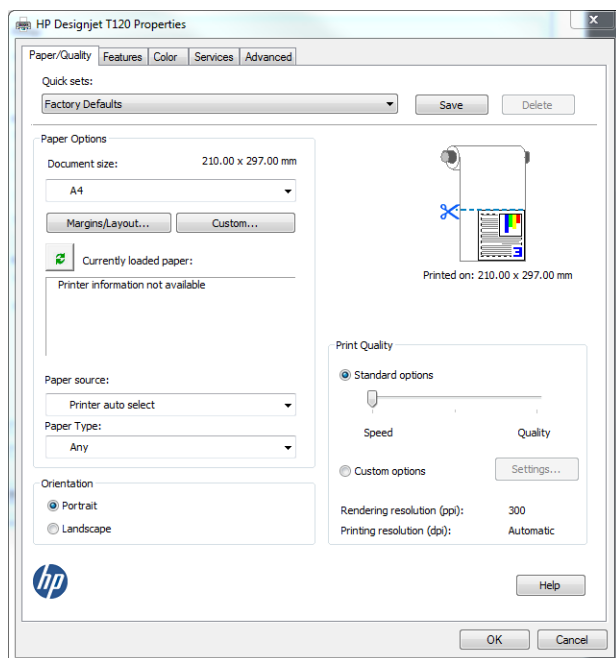 HP Designjet T120 Properties
x
Paper/Quality Features Color Services Advanced
Quick sets:
Factory Defaults
Save
Delete
Paper Options
Document size: 210.00 x 297.00 mm
A4
Margins/Layout... Custom...
Currently loaded paper:
Printer information not available
Paper source:
Printer auto select
Paper Type:
Any
Orientation
Portrait
Landscape
3
Printed on: 210.00 x 297.00 mm
Print Quality
Standard options
Speed Quality
Custom options Settings...
Rendering resolution (ppi): 300
Printing resolution (dpi): Automatic
hp
Help
OK Cancel